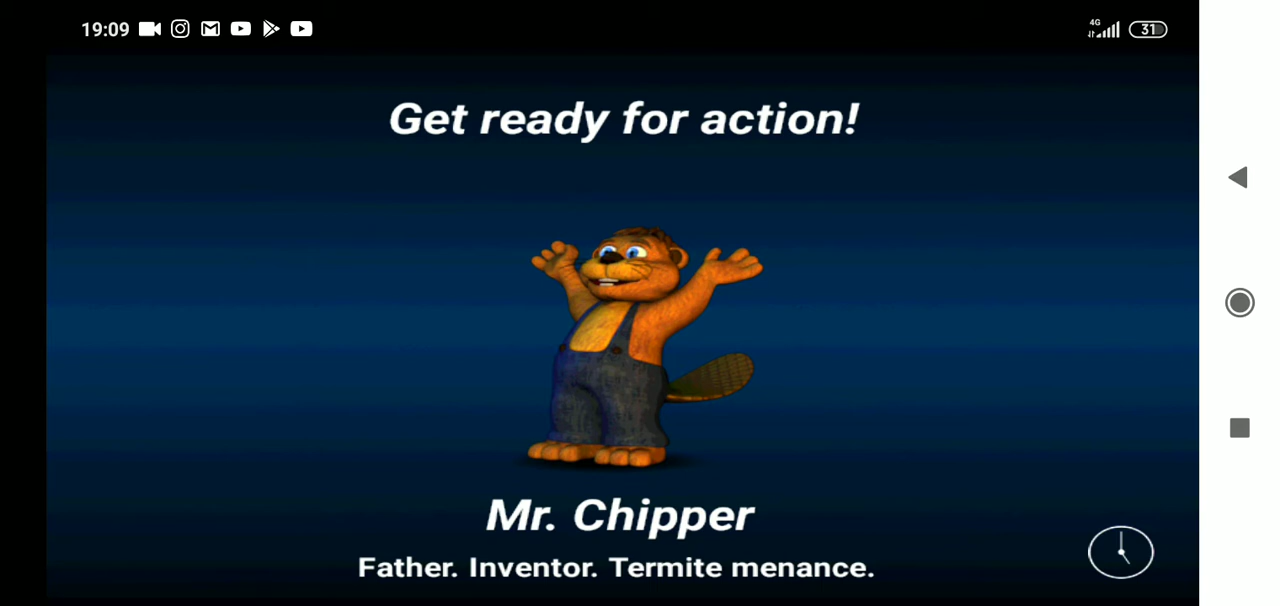 19:09 4G 31
Get ready for action!
Mr. Chipper
Father. Inventor. Termite menance.